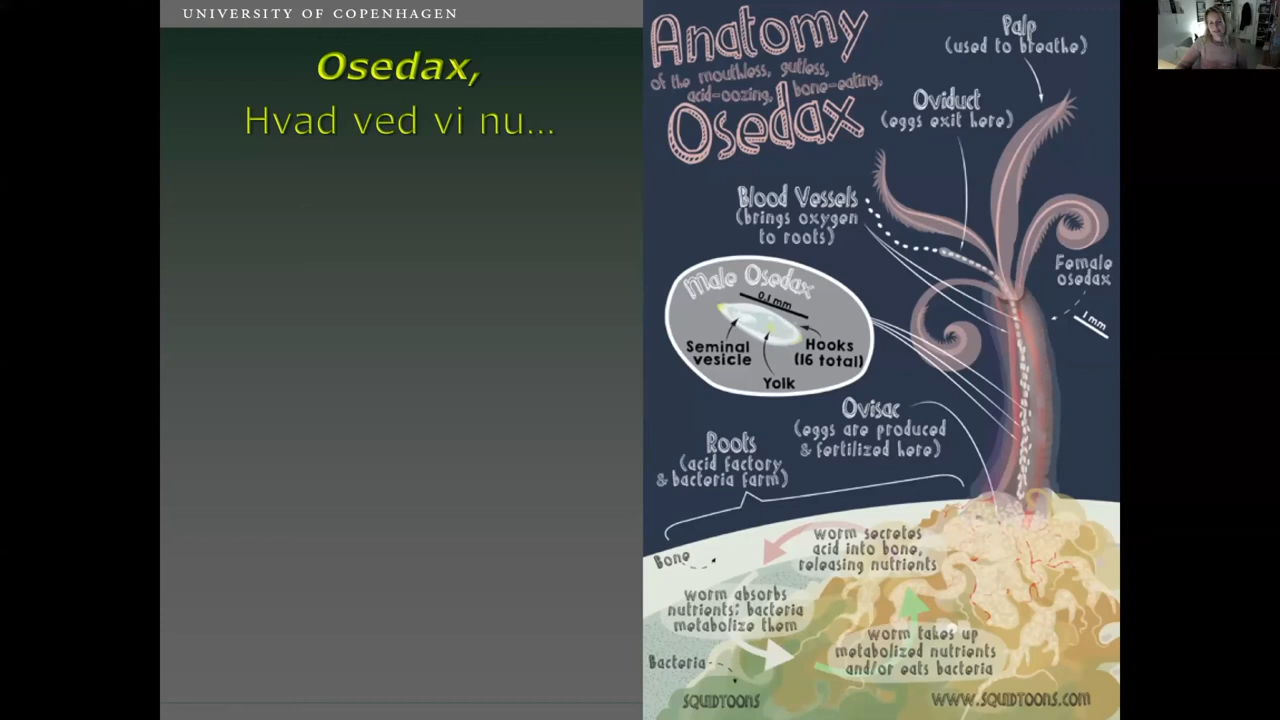 UNIVERSITY OF COPENHAGEN
Osedax,
Hvad ved vi nu...
Anatomy
of the mouthless, gutless,
acid-oozing, bone-eating,
Osedax
Palp
(used to breathe)
Oviduct
(eggs exit here)
Blood Vessels
(brings oxygen
to roots)
Female
osedax
1 mm
Male Osedax
0.1 mm
Seminal
vesicle
Hooks
(16 total)
Yolk
Ovisac
(eggs are produced
& fertilized here)
Roots
(acid factory
& bacteria farm)
Bone
worm secretes
acid into bone,
releasing nutrients
worm absorbs
nutrients; bacteria
metabolize them
worm takes up
metabolized nutrients
and/or eats bacteria
Bacteria
SQUIDTOONS
www.SQUIDTOONS.com